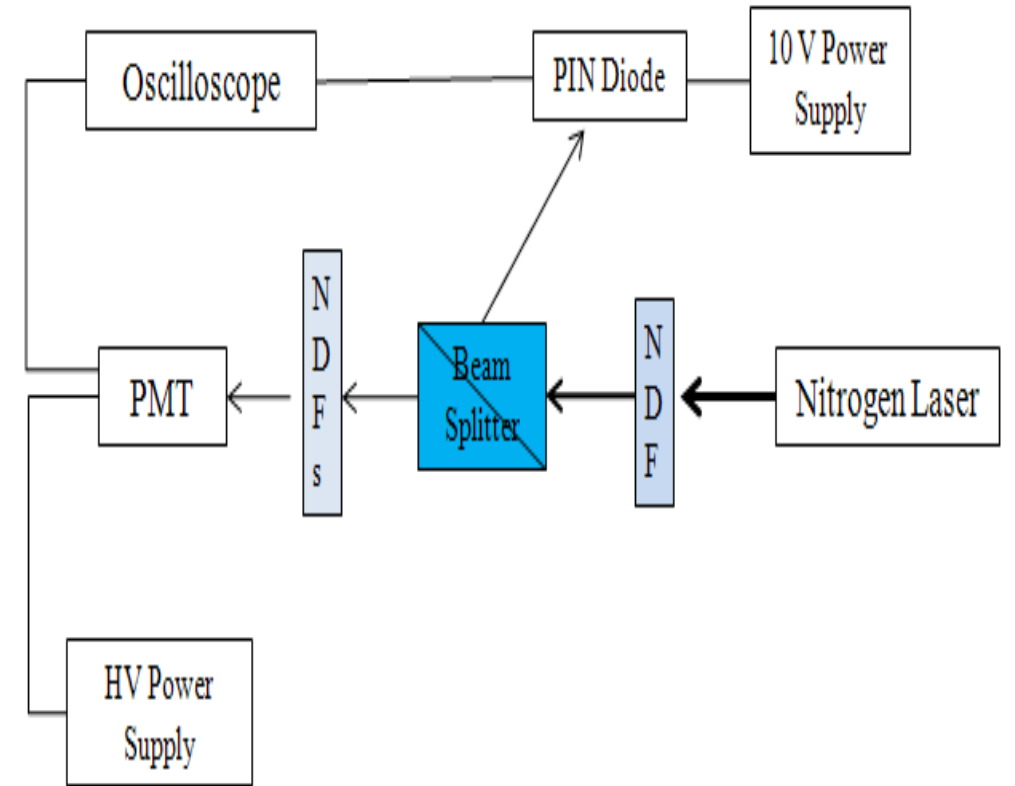 Oscilloscope
PIN Diode
10 V Power
Supply
N
D
F
s
Beam
Splitter
N
D
F
PMT
Nitrogen Laser
HV Power
Supply